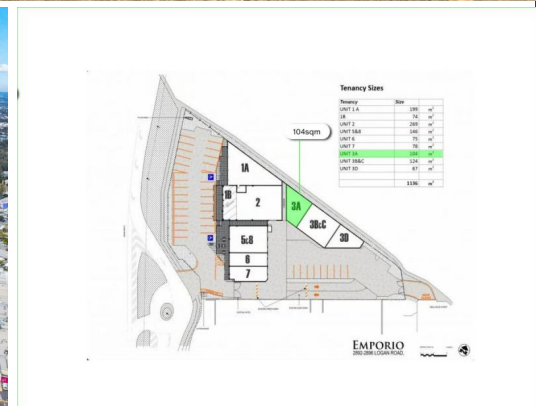 Tenancy Sizes
Tenancy Size
UNIT 1 A 199 m²
1B 74 m²
UNIT 2 269 m²
UNIT 5&8 146 m²
UNIT 6 75 m²
UNIT 7 78 m²
UNIT 3A 104 m²
UNIT 3B&C 124 m²
UNIT 3D 67 m²
1136 m²
104sqm
1A
1B
2
3A
3B&C
3D
5&8
6
7
EMPORIO
2892-2896 LOGAN ROAD,